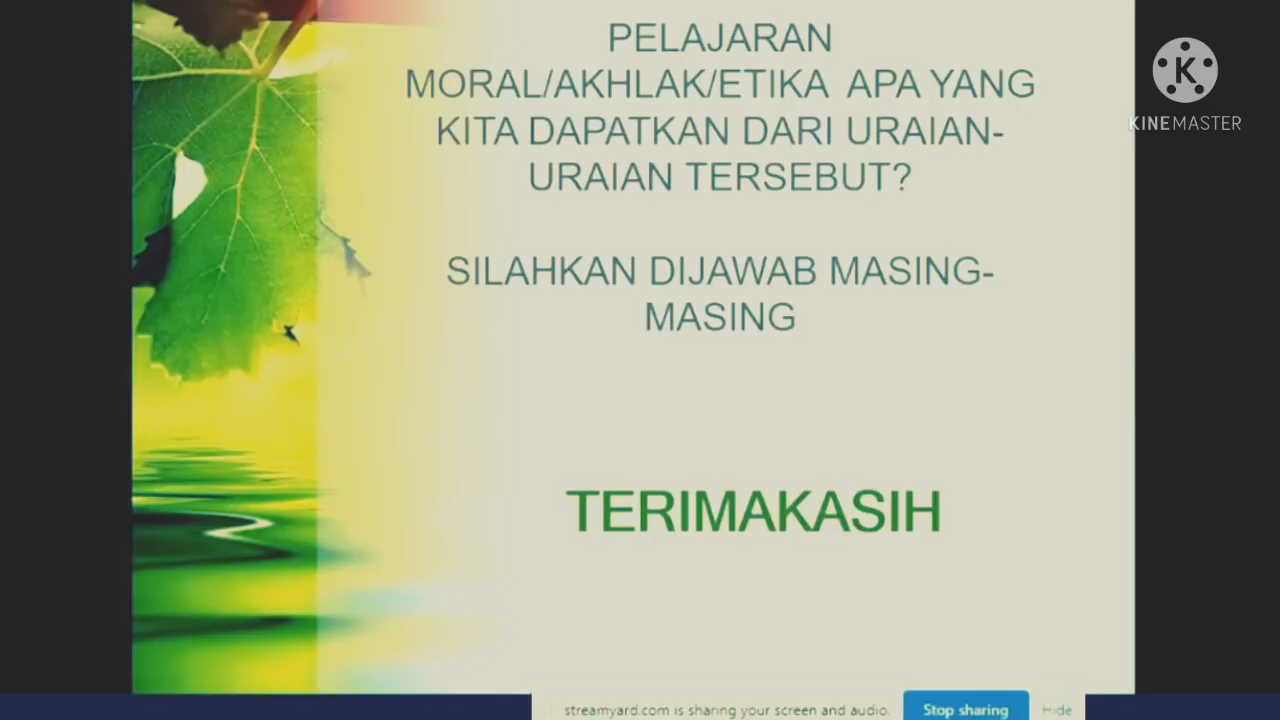 PELAJARAN
MORAL/AKHLAK/ETIKA APA YANG
KITA DAPATKAN DARI URAIAN-
URAIAN TERSEBUT?
SILAHKAN DIJAWAB MASING-
MASING
TERIMAKASIH
K
KINEMASTER
streamyard.com is sharing your screen and audio.
Stop sharing
Hide